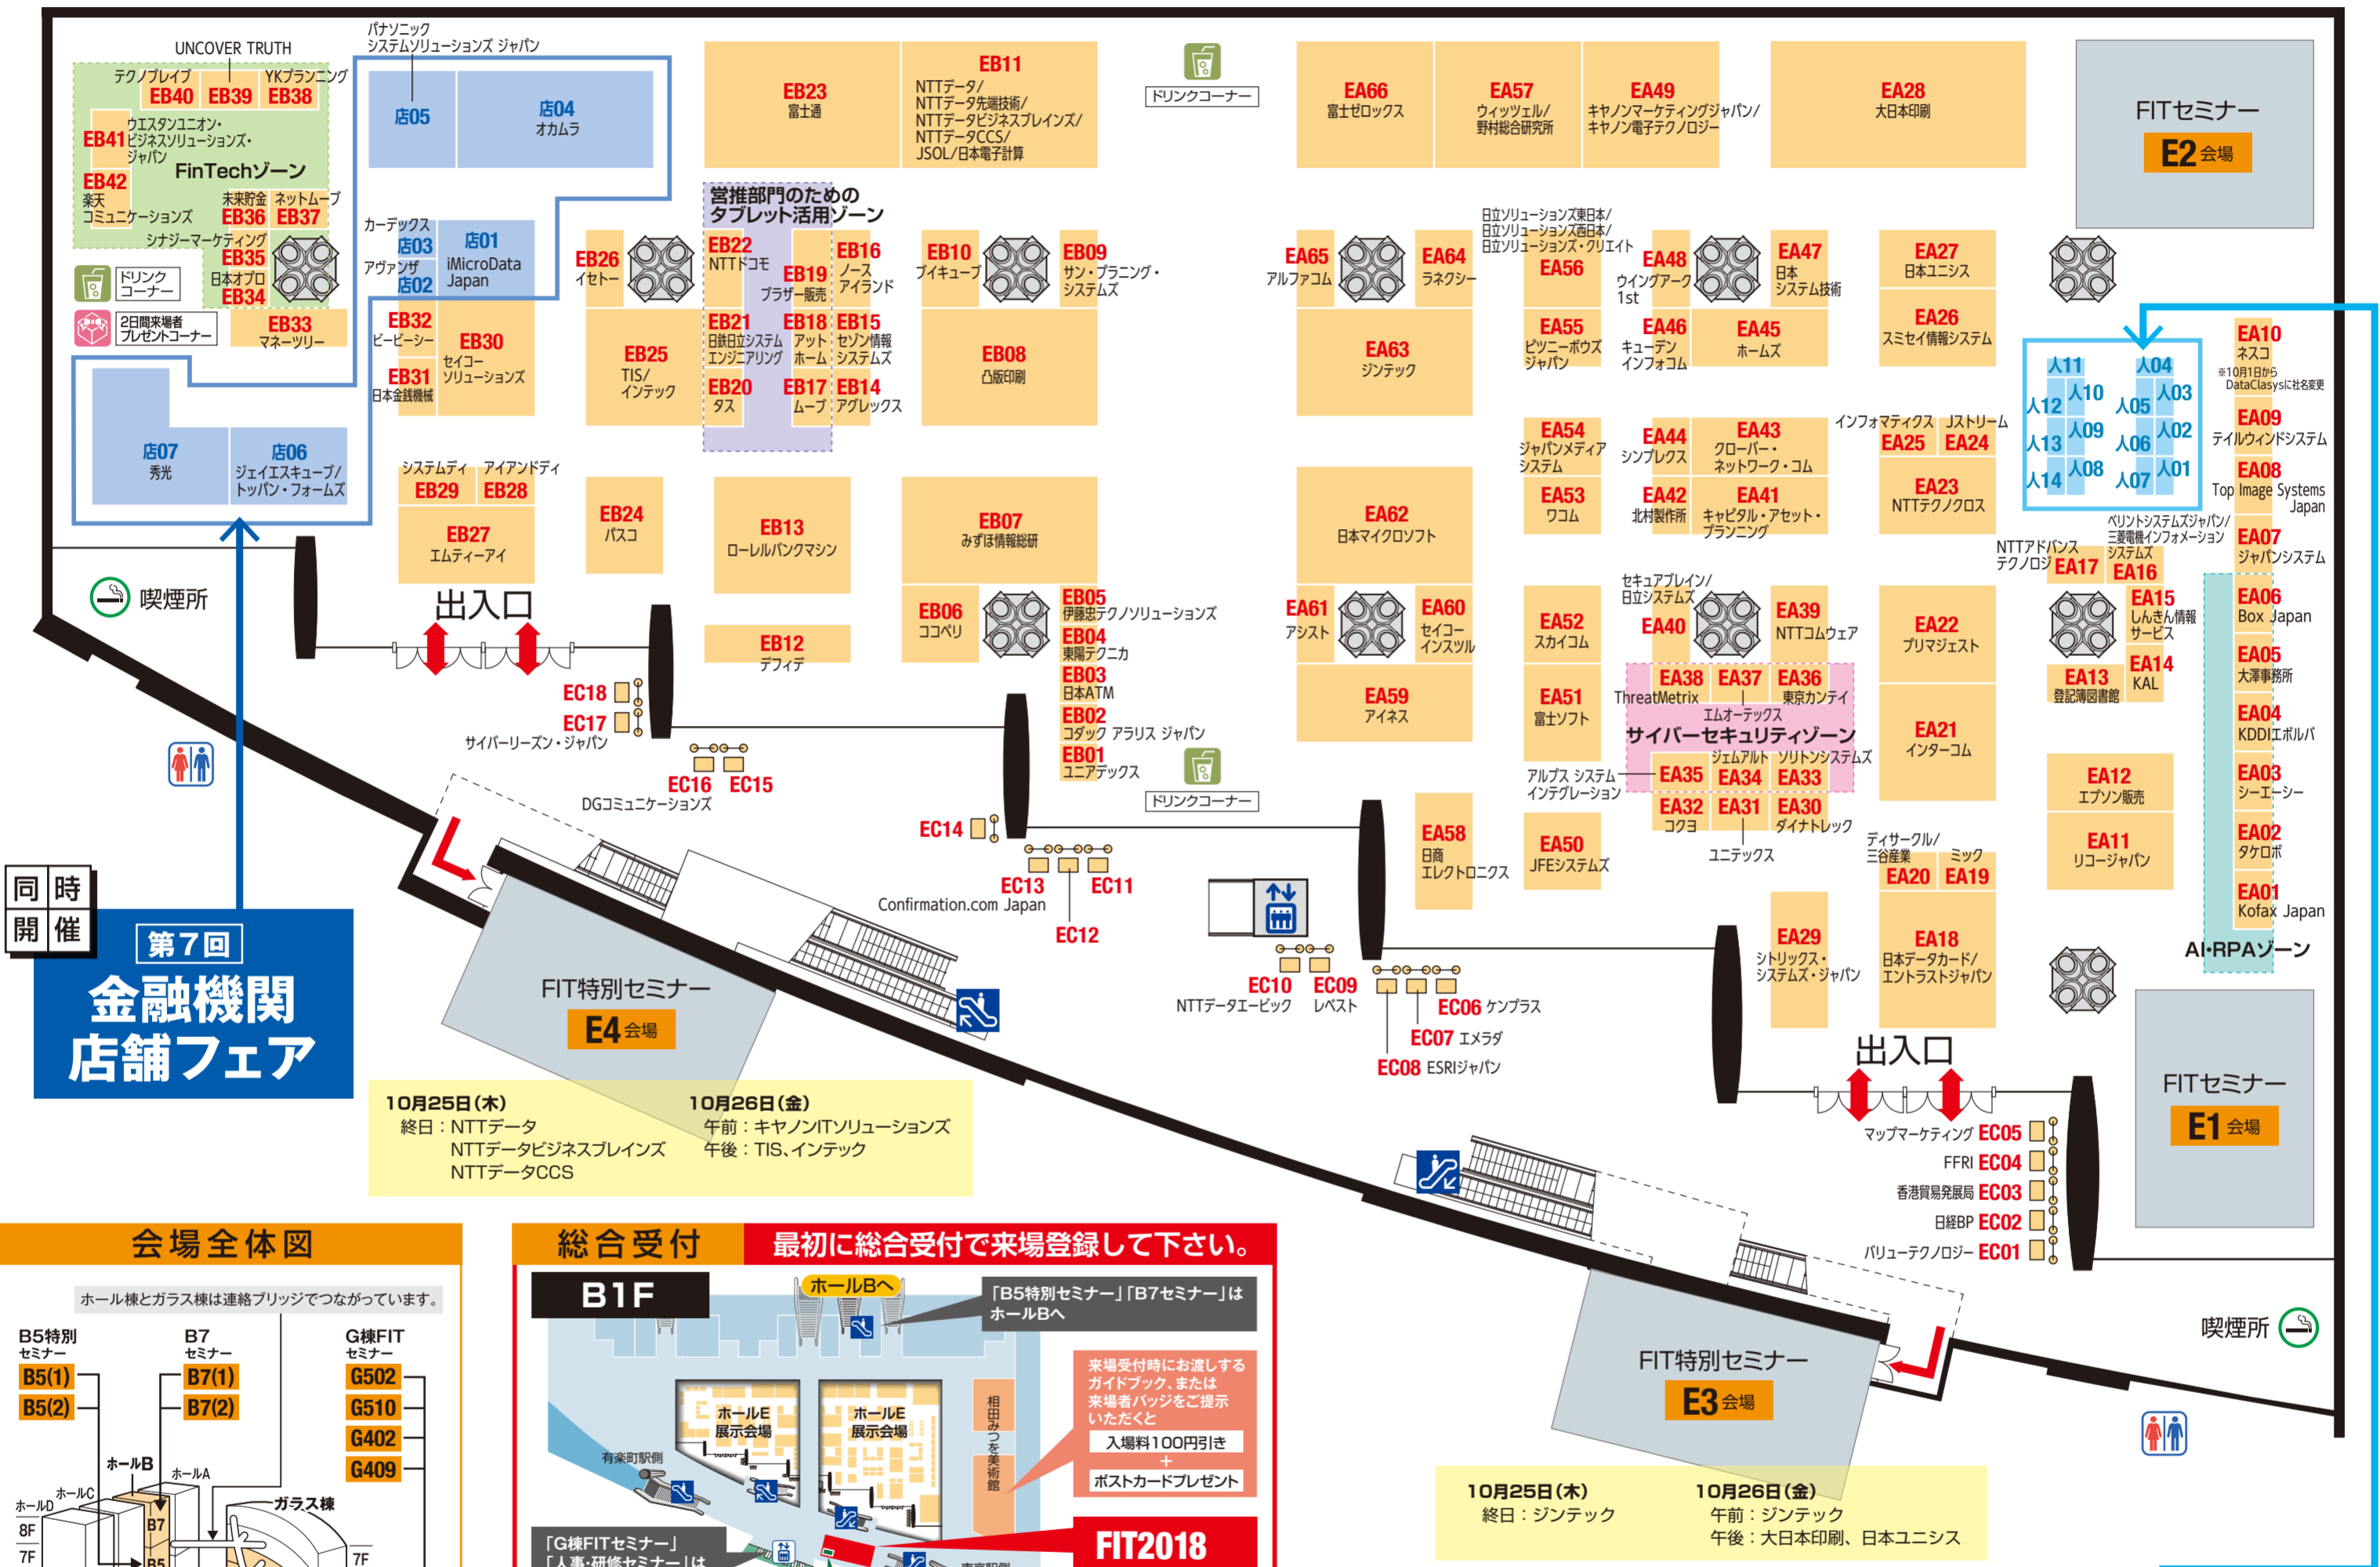 パナソニック
システムソリューションズ ジャパン
UNCOVER TRUTH
テクノブレイブ
YKプランニング
EB40
EB39
EB38
EB41
ウエスタンユニオン・
ビジネスソリューションズ・
ジャパン
FinTechゾーン
EB42
楽天
コミュニケーションズ
未来貯金
ネットムーブ
EB36
EB37
シナジーマーケティング
EB35
日本オプロ
EB34
EB33
マネーツリー
ドリンク
コーナー
2日間来場者
プレゼントコーナー
店05
店04
オカムラ
カーデックス
店03
アヴァンザ
店02
店01
iMicroData
Japan
EB32
ビービーシー
EB31
日本金銭機械
EB30
セイコー
ソリューションズ
店07
秀光
店06
ジェイエスキューブ/
トッパン・フォームズ
システムディ
アイアンドディ
EB29
EB28
EB27
エムティーアイ
EB23
富士通
EB11
NTTデータ/
NTTデータ先端技術/
NTTデータビジネスブレインズ/
NTTデータCCS/
JSOL/日本電子計算
営推部門のための
タブレット活用ゾーン
EB26
イセトー
EB22
NTTドコモ
EB19
ブラザー販売
EB16
ノース
アイランド
EB10
ブイキューブ
EB09
サン・プラニング・
システムズ
EB25
TIS/
インテック
EB21
日鉄日立システム
エンジニアリング
EB18
アット
ホーム
EB15
セゾン情報
システムズ
EB20
タス
EB17
ムーブ
EB14
アグレックス
EB08
凸版印刷
EB24
パスコ
EB13
ローレルバンクマシン
EB07
みずほ情報総研
EB12
デフィデ
EB06
ココペリ
EB05
伊藤忠テクノソリューションズ
EB04
東陽テクニカ
EB03
日本ATM
EB02
コダック アラリス ジャパン
EB01
ユニアデックス
ドリンクコーナー
ドリンクコーナー
EA66
富士ゼロックス
EA57
ウィッツェル/
野村総合研究所
EA49
キヤノンマーケティングジャパン/
キヤノン電子テクノロジー
EA28
大日本印刷
FITセミナー
E2会場
EA65
アルファコム
EA64
ラネクシー
日立ソリューションズ東日本/
日立ソリューションズ西日本/
日立ソリューションズ・クリエイト
EA56
EA48
ウイングアーク
1st
EA47
日本
システム技術
EA27
日本ユニシス
EA63
ジンテック
EA55
ピツニーボウズ
ジャパン
EA46
キューデン
インフォコム
EA45
ホームズ
EA26
スミセイ情報システム
EA54
ジャパンメディア
システム
EA44
シンプレクス
EA43
クローバー・
ネットワーク・コム
インフォマティクス
Jストリーム
EA25
EA24
EA62
日本マイクロソフト
EA53
ワコム
EA42
北村製作所
EA41
キャピタル・アセット・
プランニング
EA23
NTTテクノクロス
人11
人04
人10
人03
人12
人05
人09
人02
人13
人06
人08
人01
人14
人07
EA10
ネスコ
※10月1日から
DataClasysに社名変更
EA09
テイルウィンドシステム
EA08
Top Image Systems
Japan
EA07
ジャパンシステム
NTTアドバンス
テクノロジ
EA17
ベリントシステムズジャパン/
三菱電機インフォメーション
システムズ
EA16
EA15
しんきん情報
サービス
EA14
KAL
EA13
登記簿図書館
EA06
Box Japan
EA05
大澤事務所
EA04
KDDIエボルバ
EA03
シーエーシー
EA02
タケロボ
EA01
Kofax Japan
AI・RPAゾーン
EA61
アシスト
EA60
セイコー
インスツル
EA59
アイネス
EA58
日商
エレクトロニクス
EA52
スカイコム
EA51
富士ソフト
EA50
JFEシステムズ
セキュアブレイン/
日立システムズ
EA40
EA39
NTTコムウェア
EA38
EA37
EA36
ThreatMetrix
東京カンテイ
エムオーテックス
サイバーセキュリティゾーン
ジェムアルト
ソリトンシステムズ
アルプス システム
インテグレーション
EA35
EA34
EA33
EA32
EA31
EA30
コクヨ
ダイナトレック
ユニテックス
EA22
プリマジェスト
EA21
インターコム
ディサークル/
三谷産業
ミック
EA20
EA19
EA12
エプソン販売
EA11
リコージャパン
EA29
シトリックス・
システムズ・ジャパン
EA18
日本データカード/
エントラストジャパン
喫煙所
出入口
EC18
EC17
サイバーリーズン・ジャパン
EC16
EC15
DGコミュニケーションズ
EC14
EC13
EC11
Confirmation.com Japan
EC12
EC10
EC09
NTTデータエービック
レベスト
EC06 ケンプラス
EC07 エメラダ
EC08 ESRIジャパン
出入口
マップマーケティング EC05
FFRI EC04
香港貿易発展局 EC03
日経BP EC02
バリューテクノロジー EC01
FITセミナー
E1会場
喫煙所
同時
開催
第7回
金融機関
店舗フェア
FIT特別セミナー
E4会場
10月25日(木)
終日:NTTデータ
NTTデータビジネスブレインズ
NTTデータCCS
10月26日(金)
午前:キヤノンITソリューションズ
午後:TIS、インテック
FIT特別セミナー
E3会場
10月25日(木)
終日:ジンテック
10月26日(金)
午前:ジンテック
午後:大日本印刷、日本ユニシス
会場全体図
ホール棟とガラス棟は連絡ブリッジでつながっています。
B5特別
セミナー
B5(1)
B5(2)
B7
セミナー
B7(1)
B7(2)
G棟FIT
セミナー
G502
G510
G402
G409
ホールB
ホールA
ホールC
ホールD
ガラス棟
8F
7F
B7
B5
7F
総合受付
最初に総合受付で来場登録して下さい。
B1F
ホールBへ
「B5特別セミナー」「B7セミナー」は
ホールBへ
ホールE
展示会場
ホールE
展示会場
有楽町駅側
相田みつを美術館
来場受付時にお渡しする
ガイドブック、または
来場者バッジをご提示
いただくと
入場料100円引き
+
ポストカードプレゼント
「G棟FITセミナー」
「人事・研修セミナー」は
FIT2018
東京駅側